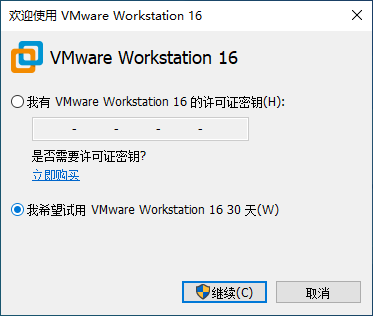 欢迎使用 VMware Workstation 16
VMware Workstation 16
我有 VMware Workstation 16 的许可证密钥(H):
- - - -
是否需要许可证密钥?
立即购买
我希望试用 VMware Workstation 16 30 天(W)
继续(C) 取消